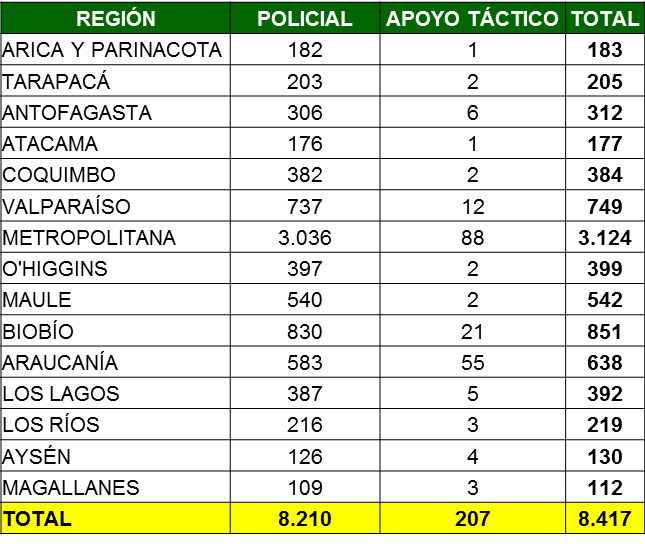 REGIÓN POLICIAL APOYO TÁCTICO TOTAL
ARICA Y PARINACOTA 182 1 183
TARAPACÁ 203 2 205
ANTOFAGASTA 306 6 312
ATACAMA 176 1 177
COQUIMBO 382 2 384
VALPARAÍSO 737 12 749
METROPOLITANA 3.036 88 3.124
O'HIGGINS 397 2 399
MAULE 540 2 542
BIOBÍO 830 21 851
ARAUCANÍA 583 55 638
LOS LAGOS 387 5 392
LOS RÍOS 216 3 219
AYSÉN 126 4 130
MAGALLANES 109 3 112
TOTAL 8.210 207 8.417